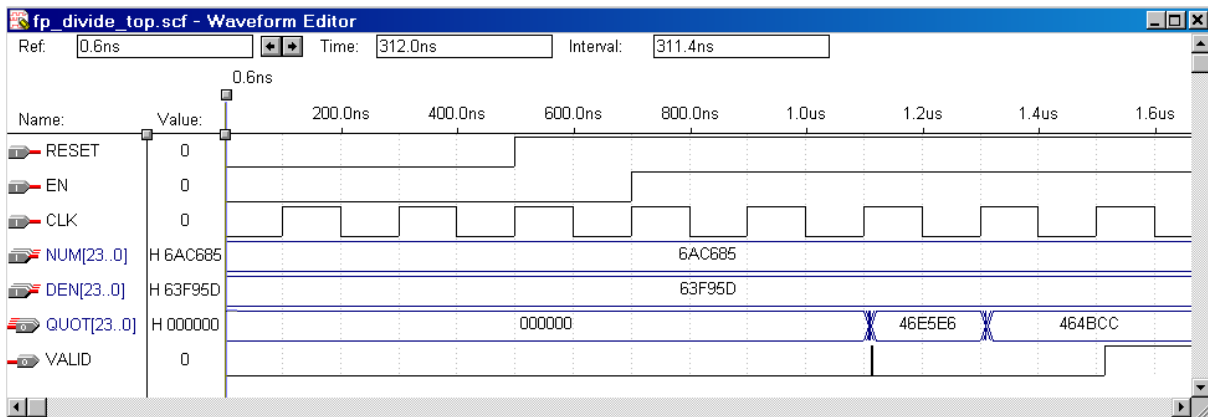 fp_divide_top.scf - Waveform Editor
Ref: 0.6ns Time: 312.0ns Interval: 311.4ns
0.6ns
Name: Value: 200.0ns 400.0ns 600.0ns 800.0ns 1.0us 1.2us 1.4us 1.6us
RESET 0
EN 0
CLK 0
NUM[23..0] H 6AC685 6AC685
DEN[23..0] H 63F95D 63F95D
QUOT[23..0] H 000000 000000 46E5E6 464BCC
VALID 0